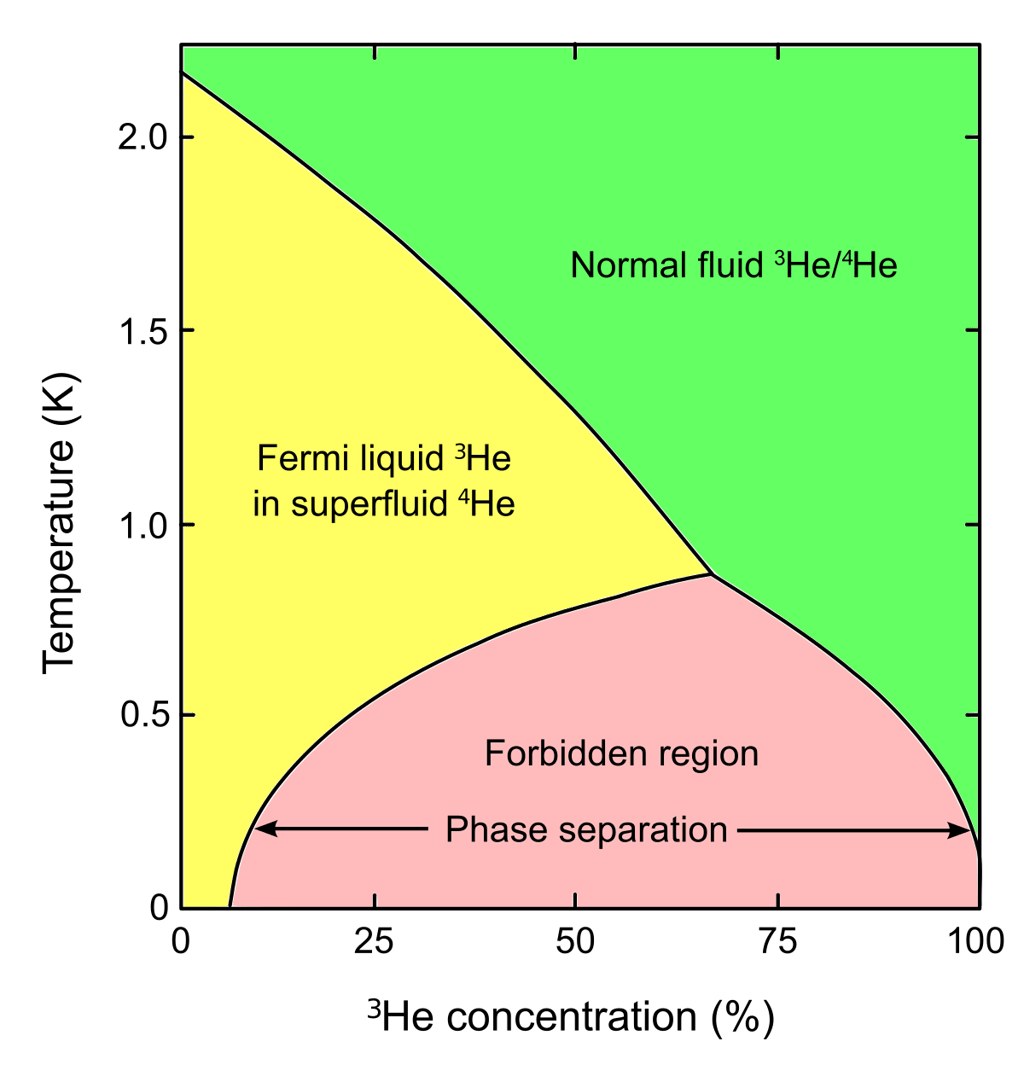 2.0
1.5
1.0
0.5
0
Temperature (K)
Normal fluid ³He/⁴He
Fermi liquid ³He
in superfluid ⁴He
Forbidden region
Phase separation
0 25 50 75 100
³He concentration (%)